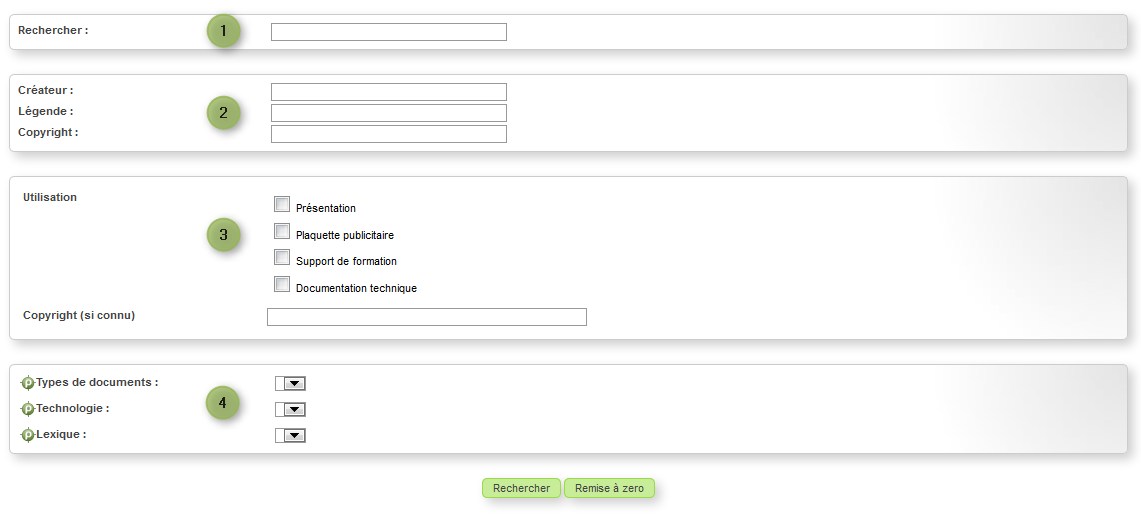 Rechercher : 1
Créateur :
Légende : 2
Copyright :
Utilisation
Présentation
3 Plaquette publicitaire
Support de formation
Documentation technique
Copyright (si connu)
Types de documents :
4
Technologie :
Lexique :
Rechercher Remise à zero